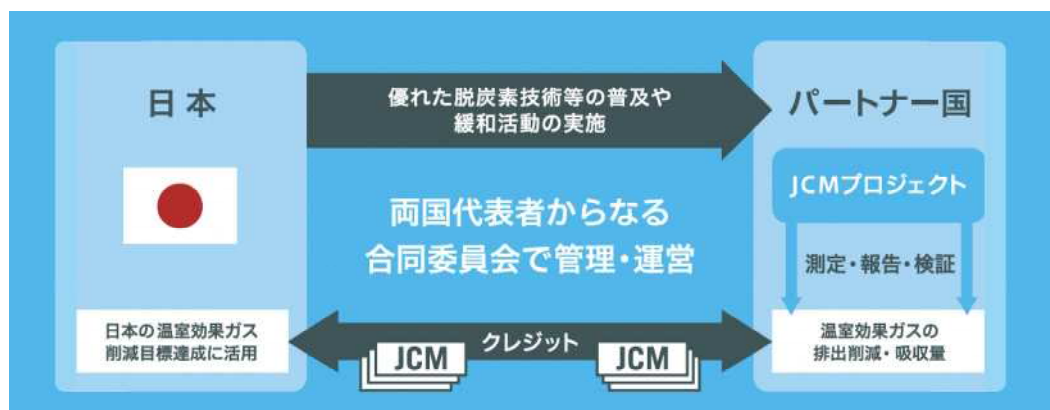 日本
優れた脱炭素技術等の普及や
緩和活動の実施
パートナー国
JCMプロジェクト
両国代表者からなる
合同委員会で管理・運営
測定・報告・検証
日本の温室効果ガス
削減目標達成に活用
クレジット
JCM
JCM
温室効果ガスの
排出削減・吸収量